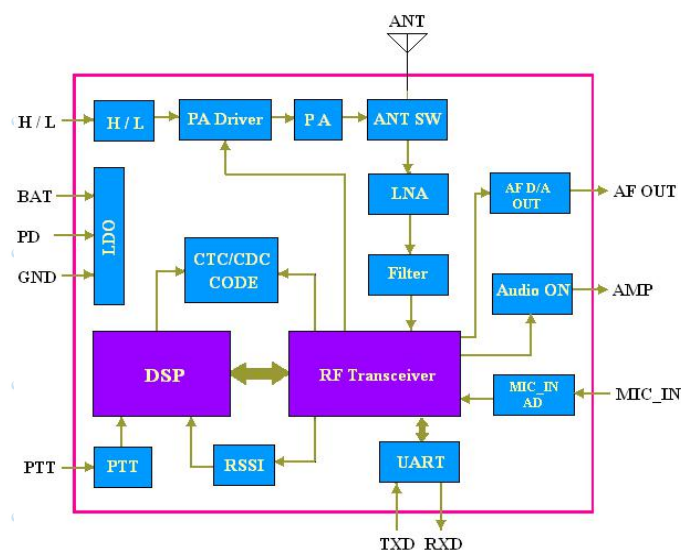 ANT
H / L
H / L
PA Driver
P A
ANT SW
BAT
PD
GND
LDO
LNA
AF D/A
OUT
AF OUT
CTC/CDC
CODE
Filter
Audio ON
AMP
DSP
RF Transceiver
MIC_IN
AD
MIC_IN
PTT
PTT
RSSI
UART
TXD
RXD